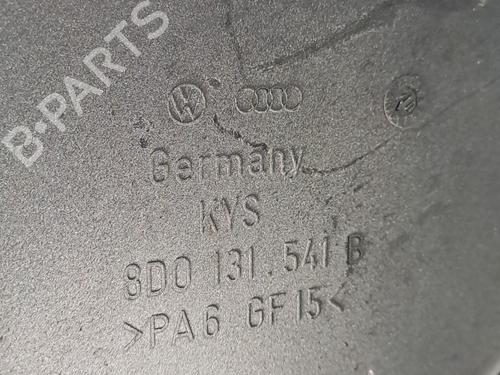 B-PARTS
Germany
KYS
8D0 131.541 B
>PA6 GF15<